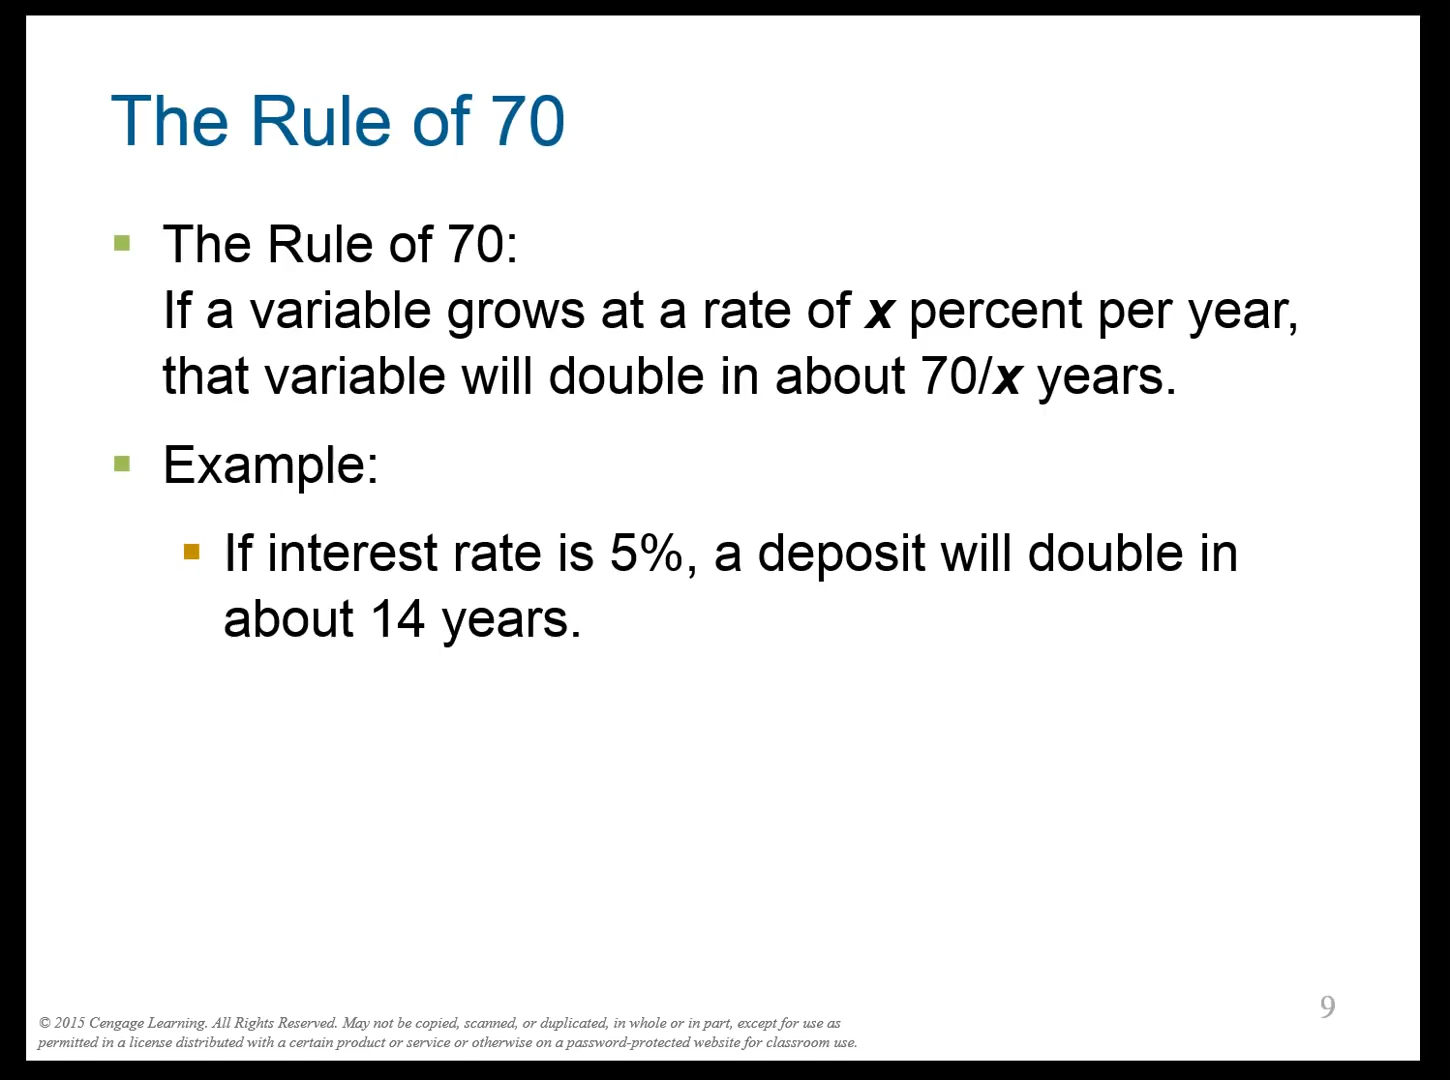 The Rule of 70
The Rule of 70:
If a variable grows at a rate of x percent per year,
that variable will double in about 70/x years.
Example:
If interest rate is 5%, a deposit will double in
about 14 years.
9
© 2015 Cengage Learning. All Rights Reserved. May not be copied, scanned, or duplicated, in whole or in part, except for use as
permitted in a license distributed with a certain product or service or otherwise on a password-protected website for classroom use.